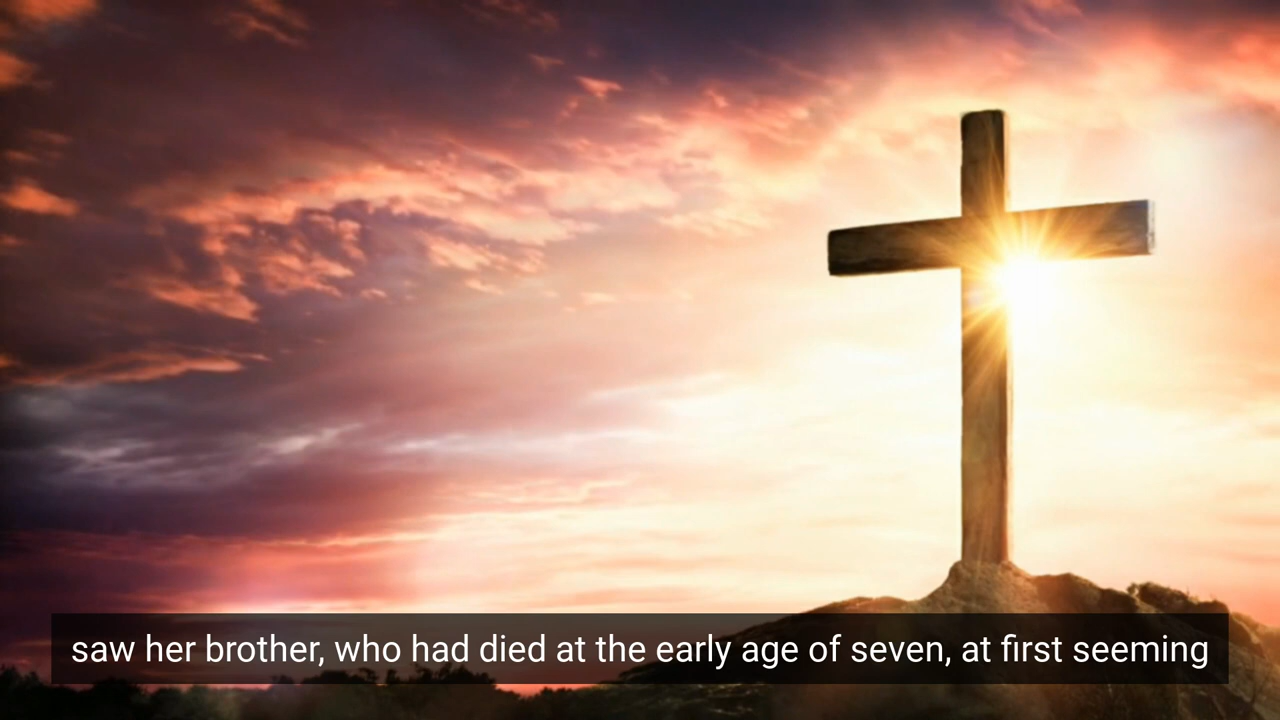 saw her brother, who had died at the early age of seven, at first seeming